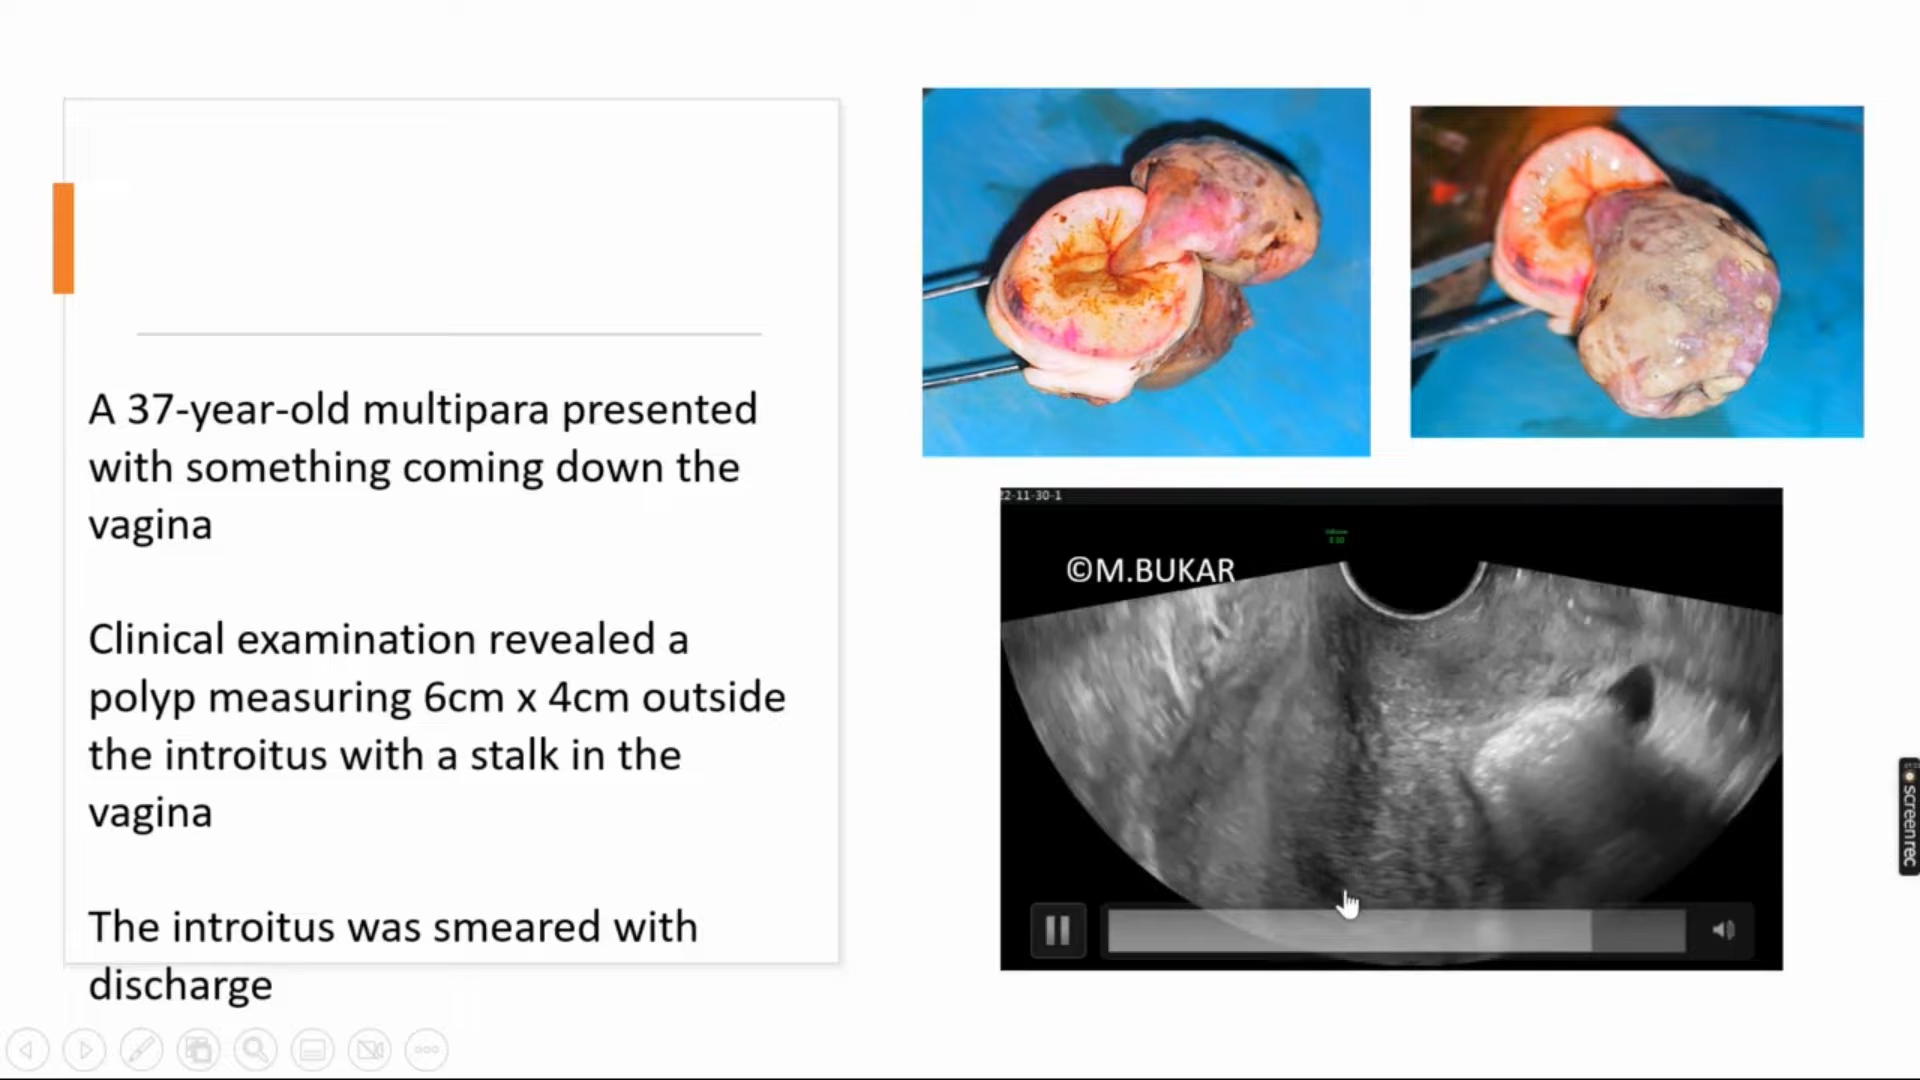 A 37-year-old multipara presented
with something coming down the
vagina
Clinical examination revealed a
polyp measuring 6cm x 4cm outside
the introitus with a stalk in the
vagina
The introitus was smeared with
discharge
22-11-30-1
©M.BUKAR
screenrec